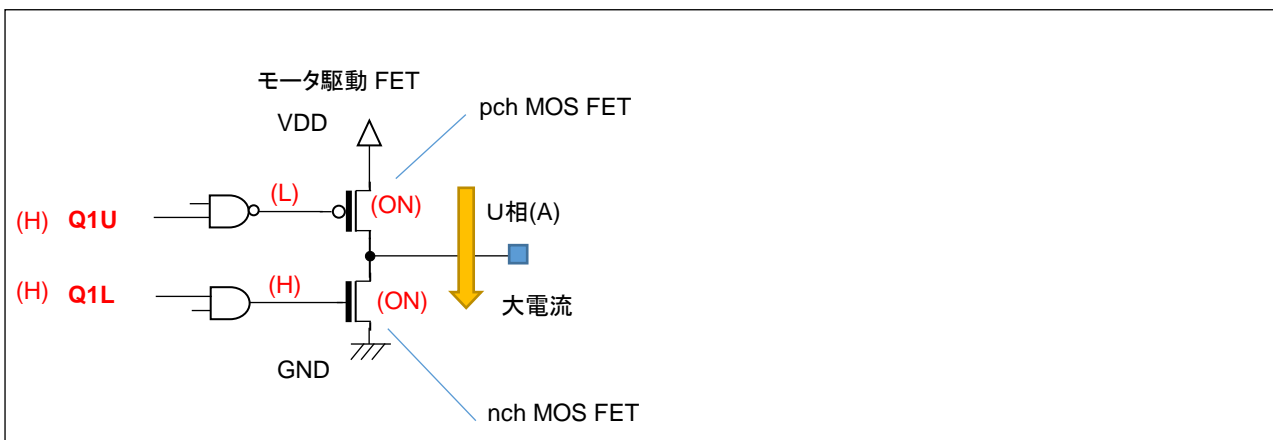 モータ駆動 FET
VDD
pch MOS FET
(L)
(H) Q1U
(ON)
U相(A)
(H) Q1L
(H)
(ON)
大電流
GND
nch MOS FET